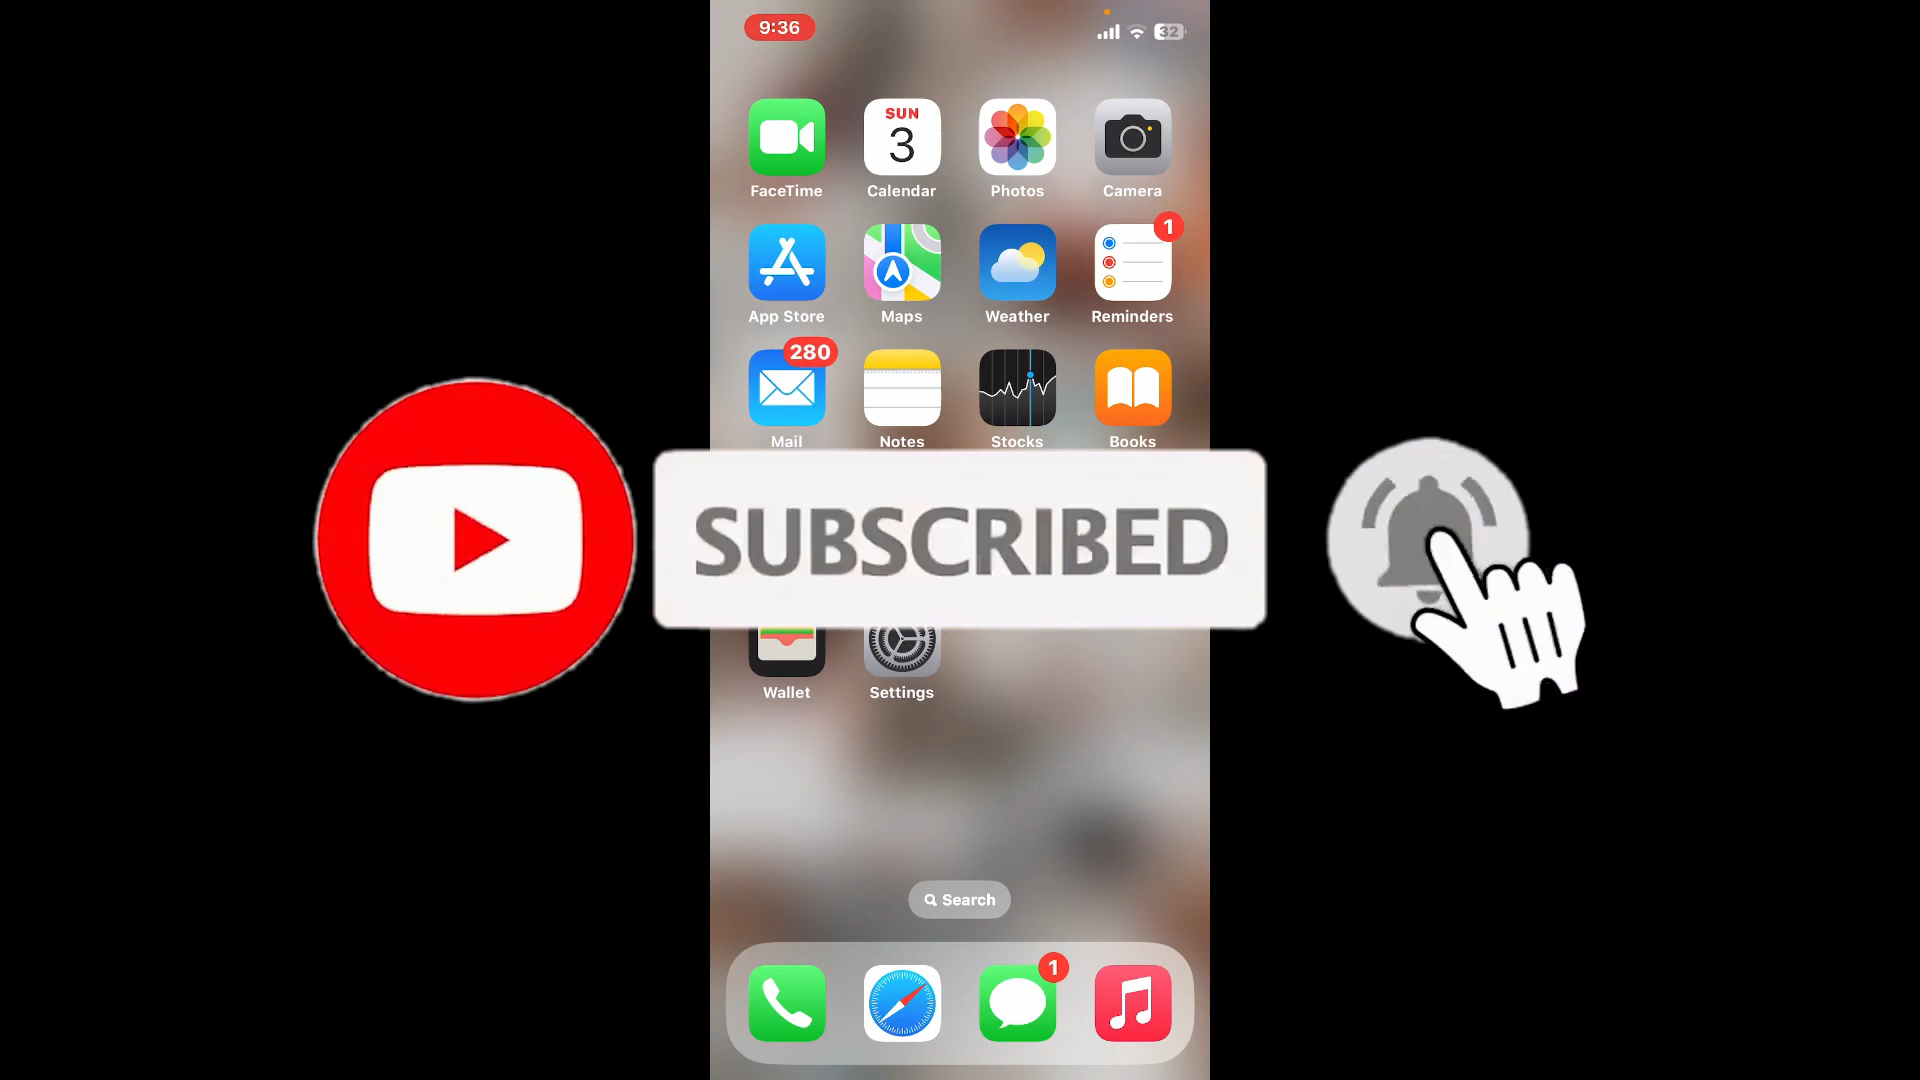 9:36
32
SUN
3
FaceTime Calendar Photos Camera
1
App Store Maps Weather Reminders
280
Mail Notes Stocks Books
SUBSCRIBED
Wallet Settings
Search
1